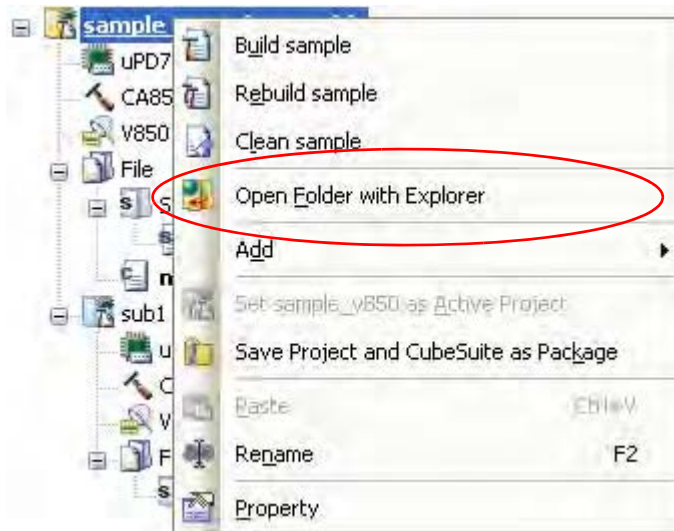 sample
Build sample
uPD7
CA85
Rebuild sample
V850
Clean sample
File
Open Folder with Explorer
S
Add
sub1
Set sample_v850 as Active Project
u
Save Project and CubeSuite as Package
C
V
Paste Ctrl+V
F
Rename F2
Property